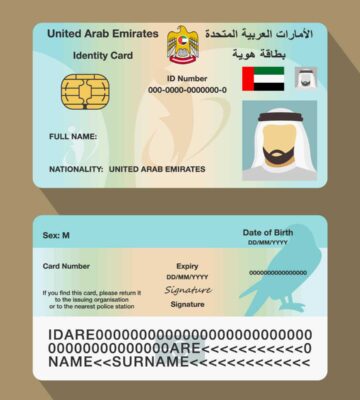 United Arab Emirates
الأمارات العربية المتحدة
Identity Card
بطاقة هوية
ID Number
000-0000-0000000-0
FULL NAME:
NATIONALITY: UNITED ARAB EMIRATES
Sex: M
Date of Birth
DD/MM/YYYY
Card Number
Expiry
DD/MM/YYYY
000000000000000
If you find this card, please return it
to the issuing organisation
or to the nearest police station
Signature
Signature
IDARE00000000000000000000000000
000000000000000ARE<<<<<<<<<<<0
NAME<<SURNAME<<<<<<<<<<<<<<<<<